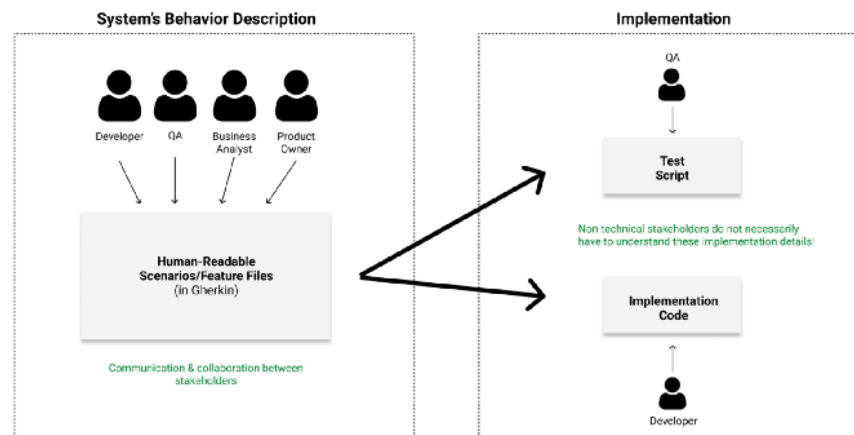 System's Behavior Description
Developer
QA
Business
Analyst
Product
Owner
Human-Readable
Scenarios/Feature Files
(in Gherkin)
Communication & collaboration between
stakeholders
Implementation
QA
Test
Script
Non technical stakeholders do not necessarily
have to understand these implementation details!
Implementation
Code
Developer